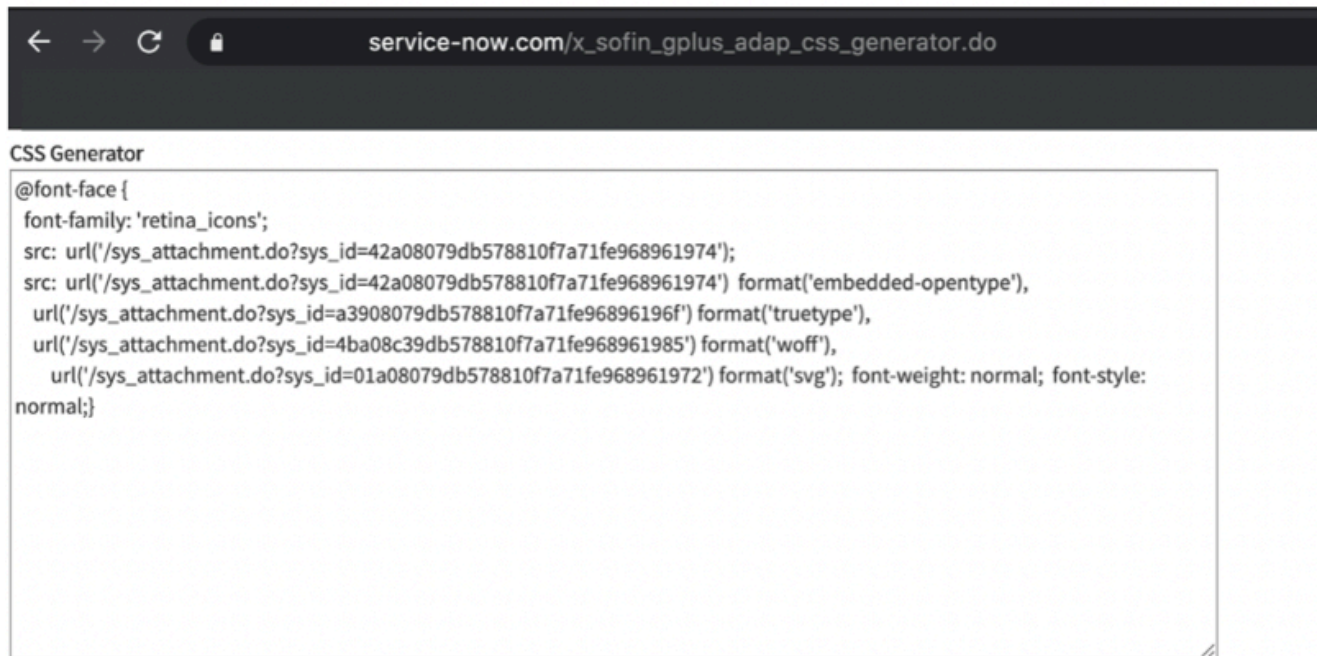 service-now.com/x_sofin_gplus_adap_css_generator.do
CSS Generator
@font-face {
font-family: 'retina_icons';
src: url('/sys_attachment.do?sys_id=42a08079db578810f7a71fe968961974');
src: url('/sys_attachment.do?sys_id=42a08079db578810f7a71fe968961974') format('embedded-opentype'),
url('/sys_attachment.do?sys_id=a3908079db578810f7a71fe96896196f') format('truetype'),
url('/sys_attachment.do?sys_id=4ba08c39db578810f7a71fe968961985') format('woff'),
url('/sys_attachment.do?sys_id=01a08079db578810f7a71fe968961972') format('svg'); font-weight: normal; font-style:
normal;}